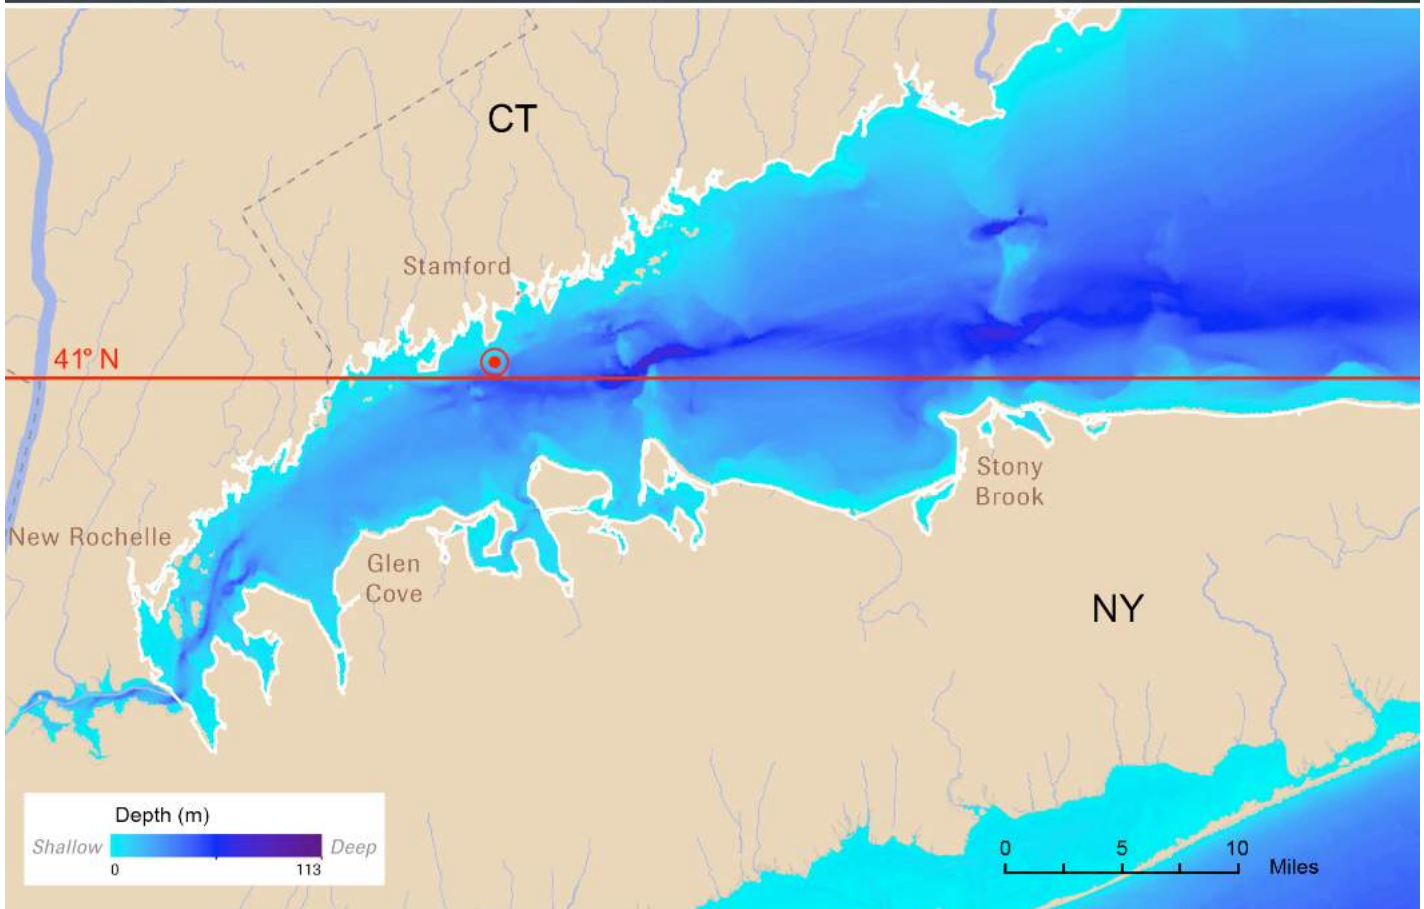 CT
Stamford
41° N
Stony
Brook
New Rochelle
Glen
Cove
NY
Depth (m)
Shallow
Deep
0
113
0
5
10
Miles